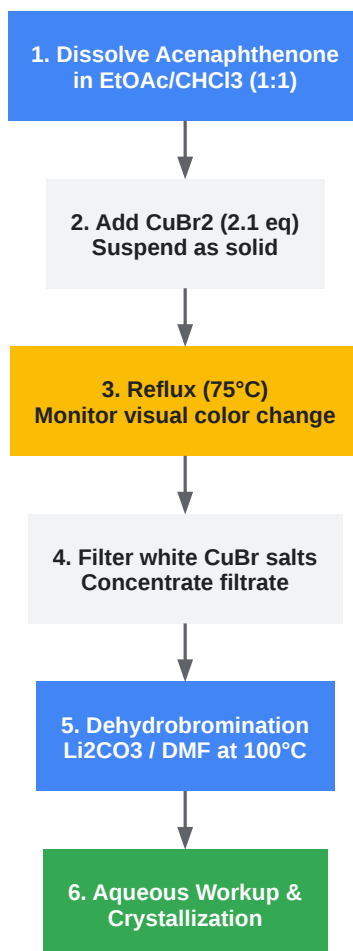 1. Dissolve Acenaphthenone
in EtOAc/CHCl3 (1:1)
2. Add CuBr2 (2.1 eq)
Suspend as solid
3. Reflux (75°C)
Monitor visual color change
4. Filter white CuBr salts
Concentrate filtrate
5. Dehydrobromination
Li2CO3 / DMF at 100°C
6. Aqueous Workup &
Crystallization